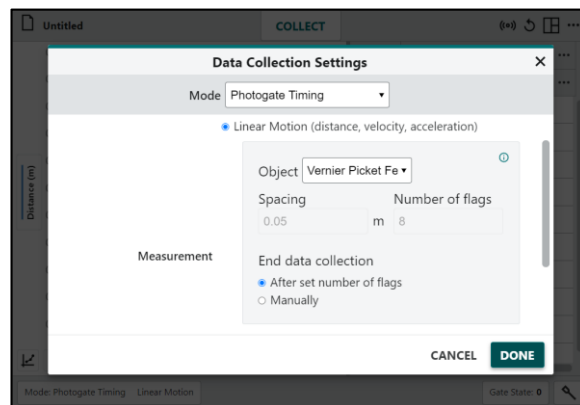 Untitled
COLLECT
Data Collection Settings
Mode
Photogate Timing
Linear Motion (distance, velocity, acceleration)
Object
Vernier Picket Fe
Spacing
Number of flags
0.05
m
8
Distance (m)
Measurement
End data collection
After set number of flags
Manually
CANCEL
DONE
Mode: Photogate Timing
Linear Motion
Gate State: 0